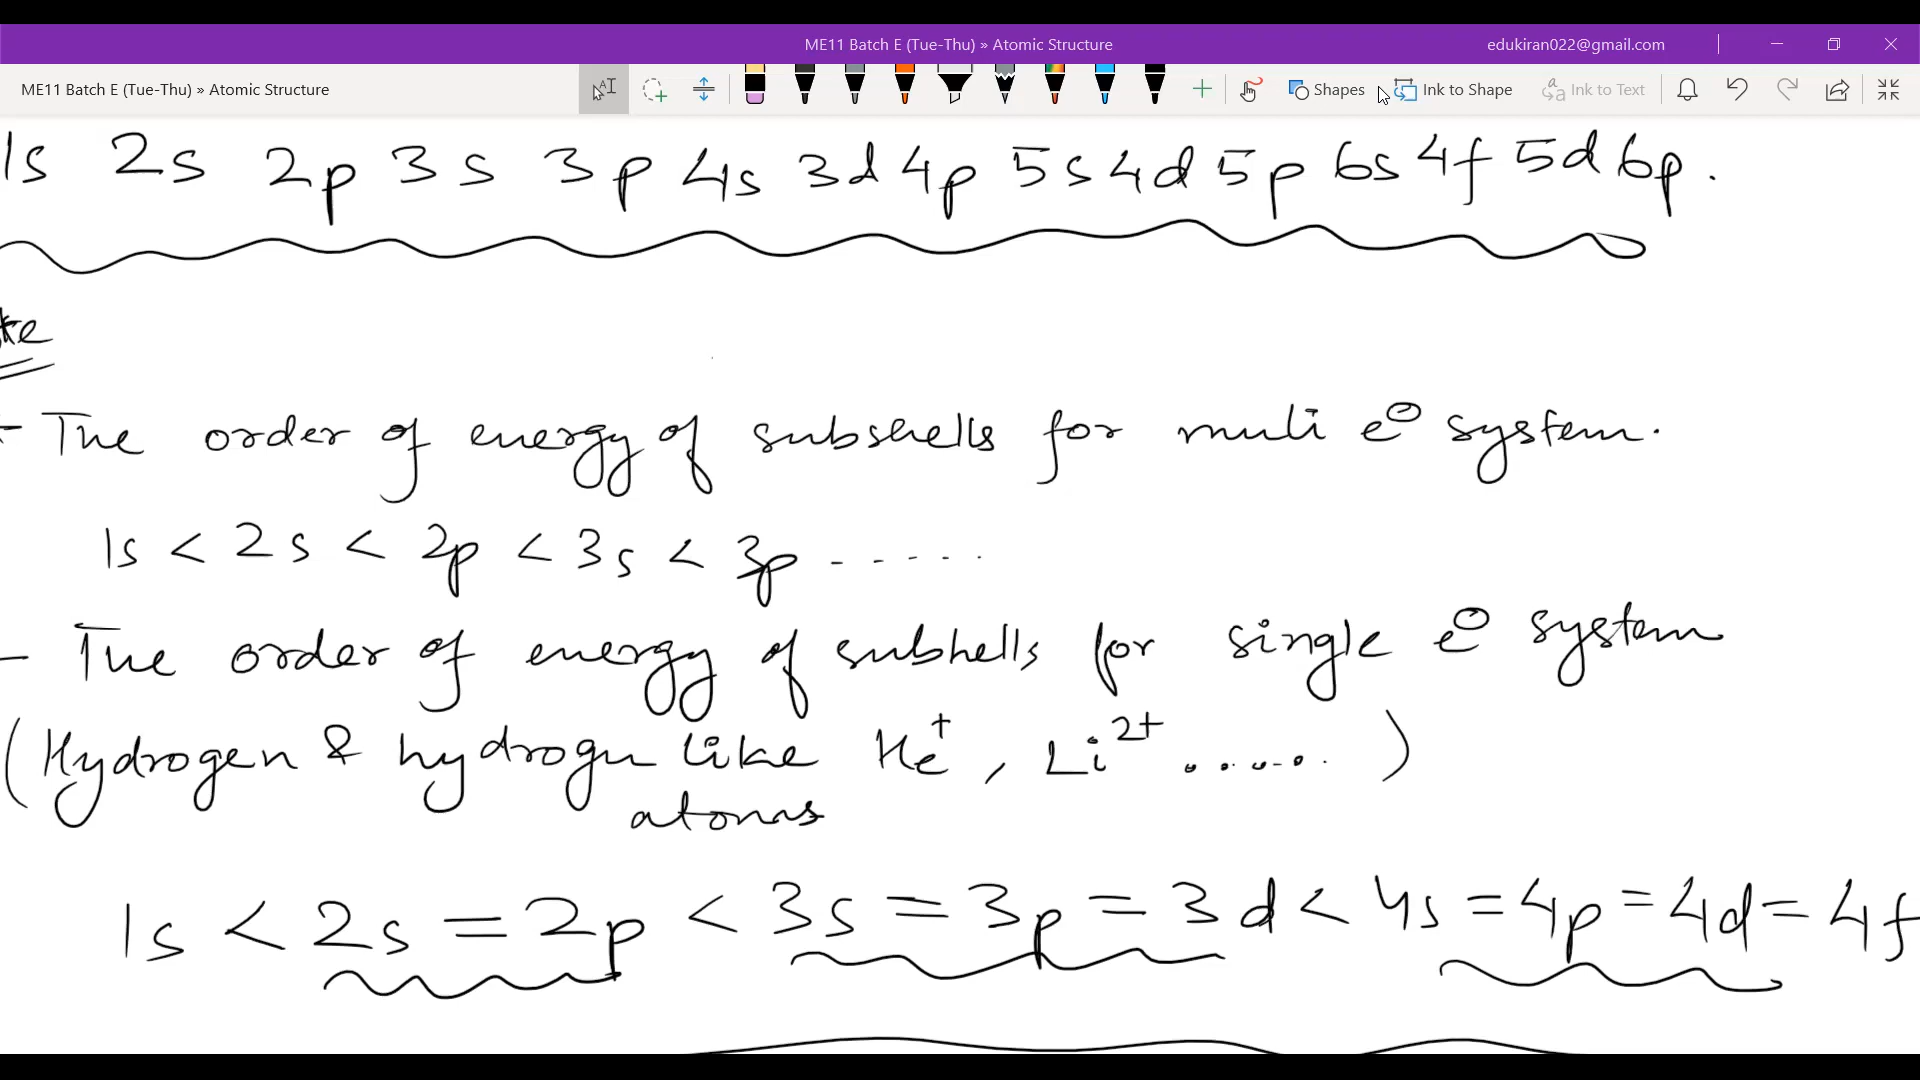 ME11 Batch E (Tue-Thu) » Atomic Structure edukiran022@gmail.com
ME11 Batch E (Tue-Thu) » Atomic Structure Shapes Ink to Shape Ink to Text
1s 2s 2p 3s 3p 4s 3d 4p 5s 4d 5p 6s 4f 5d 6p.
- The order of energy of subshells for muli e⊖ system.
1s < 2s < 2p < 3s < 3p ......
- The order of energy of subhells for single e⊖ system
(Hydrogen & hydrogn like He⁺, Li²⁺ ......)
atoms
1s < 2s = 2p < 3s = 3p = 3d < 4s = 4p = 4d = 4f